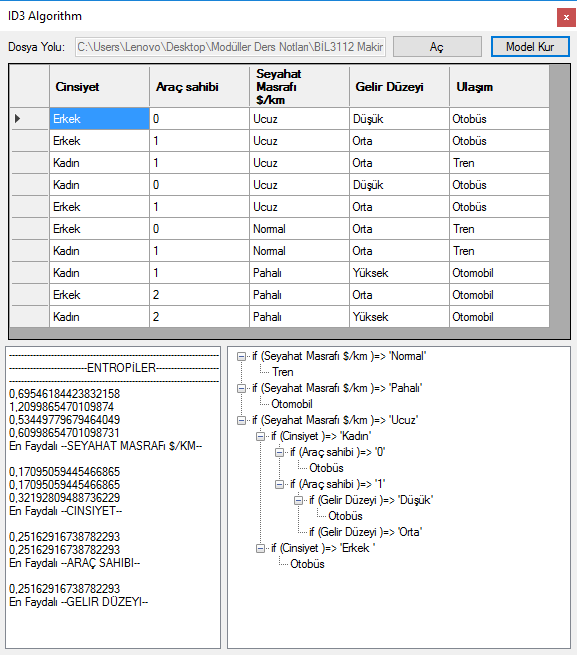 ID3 Algorithm
x
Dosya Yolu: C:\Users\Lenovo\Desktop\Modüller Ders Notları\BİL3112 Makir Aç Model Kur
Cinsiyet Araç sahibi Seyahat Masrafı $/km Gelir Düzeyi Ulaşım
Erkek 0 Ucuz Düşük Otobüs
Erkek 1 Ucuz Orta Otobüs
Kadın 1 Ucuz Orta Tren
Kadın 0 Ucuz Düşük Otobüs
Erkek 1 Ucuz Orta Otobüs
Erkek 0 Normal Orta Tren
Kadın 1 Normal Orta Tren
Kadın 1 Pahalı Yüksek Otomobil
Erkek 2 Pahalı Orta Otomobil
Kadın 2 Pahalı Yüksek Otomobil
--------------------------ENTROPİLER---------------------
0,69546184423832158
1,2099865470109874
0,53449779679464049
0,60998654701098731
En Faydalı --SEYAHAT MASRAFı $/KM--
0,17095059445466865
0,17095059445466865
0,32192809488736229
En Faydalı --CINSIYET--
0,25162916738782293
0,25162916738782293
En Faydalı --ARAÇ SAHIBI--
0,25162916738782293
En Faydalı --GELIR DÜZEYI--
if (Seyahat Masrafı $/km )=> 'Normal'
Tren
if (Seyahat Masrafı $/km )=> 'Pahalı'
Otomobil
if (Seyahat Masrafı $/km )=> 'Ucuz'
if (Cinsiyet )=> 'Kadın'
if (Araç sahibi )=> '0'
Otobüs
if (Araç sahibi )=> '1'
if (Gelir Düzeyi )=> 'Düşük'
Otobüs
if (Gelir Düzeyi )=> 'Orta'
if (Cinsiyet )=> 'Erkek '
Otobüs